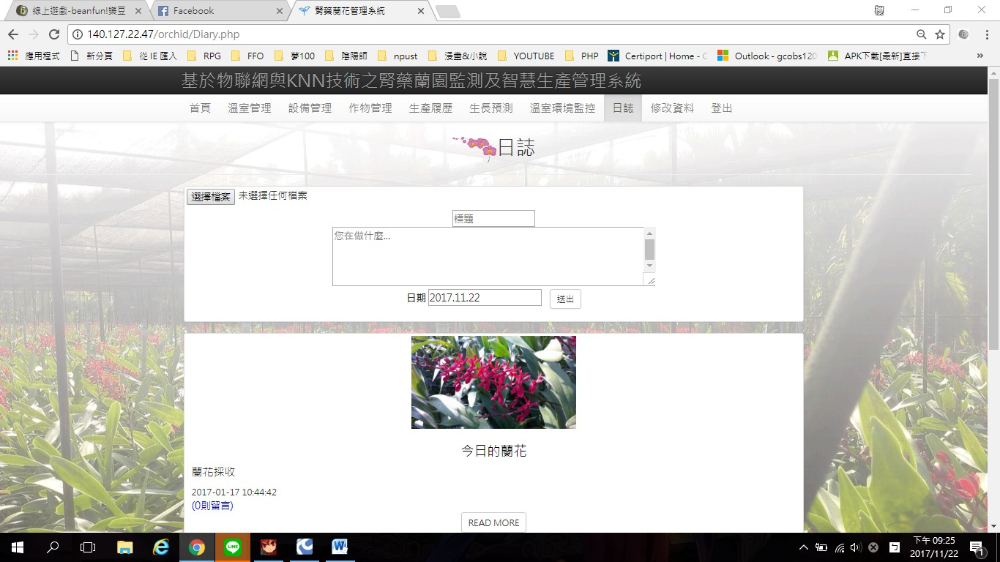 線上遊戲-beanfun!樂豆
Facebook
腎藥蘭花管理系統
140.127.22.47/orchid/Diary.php
應用程式 新分頁 從 IE 匯入 RPG FFO 夢100 陰陽師 npust 漫畫&小說 YOUTUBE PHP Certiport | Home - C Outlook - gcobs120 APK下載[最新]直接下
基於物聯網與KNN技術之腎藥蘭園監測及智慧生產管理系統
首頁 溫室管理 設備管理 作物管理 生產履歷 生長預測 溫室環境監控 日誌 修改資料 登出
日誌
選擇檔案 未選擇任何檔案
標題
您在做什麼...
日期 2017.11.22 送出
今日的蘭花
蘭花採收
2017-01-17 10:44:42
(0則留言)
READ MORE
LINE
下午 09:25
2017/11/22
1